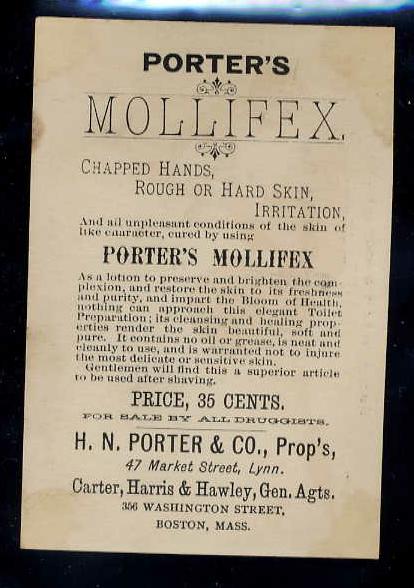 PORTER'S
MOLLIFEX.
CHAPPED HANDS,
ROUGH OR HARD SKIN,
IRRITATION,
And all unpleasant conditions of the skin of
like character, cured by using
PORTER'S MOLLIFEX
As a lotion to preserve and brighten the com-
plexion, and restore the skin to its freshness
and purity, and impart the Bloom of Health,
nothing can approach this elegant Toilet
Preparation; its cleansing and healing prop-
erties render the skin beautiful, soft and
pure. It contains no oil or grease, is neat and
cleanly to use, and is warranted not to injure
the most delicate or sensitive skin.
Gentlemen will find this a superior article
to be used after shaving.
PRICE, 35 CENTS.
FOR SALE BY ALL DRUGGISTS.
H. N. PORTER & CO., Prop's,
47 Market Street, Lynn.
Carter, Harris & Hawley, Gen. Agts.
356 WASHINGTON STREET,
BOSTON, MASS.